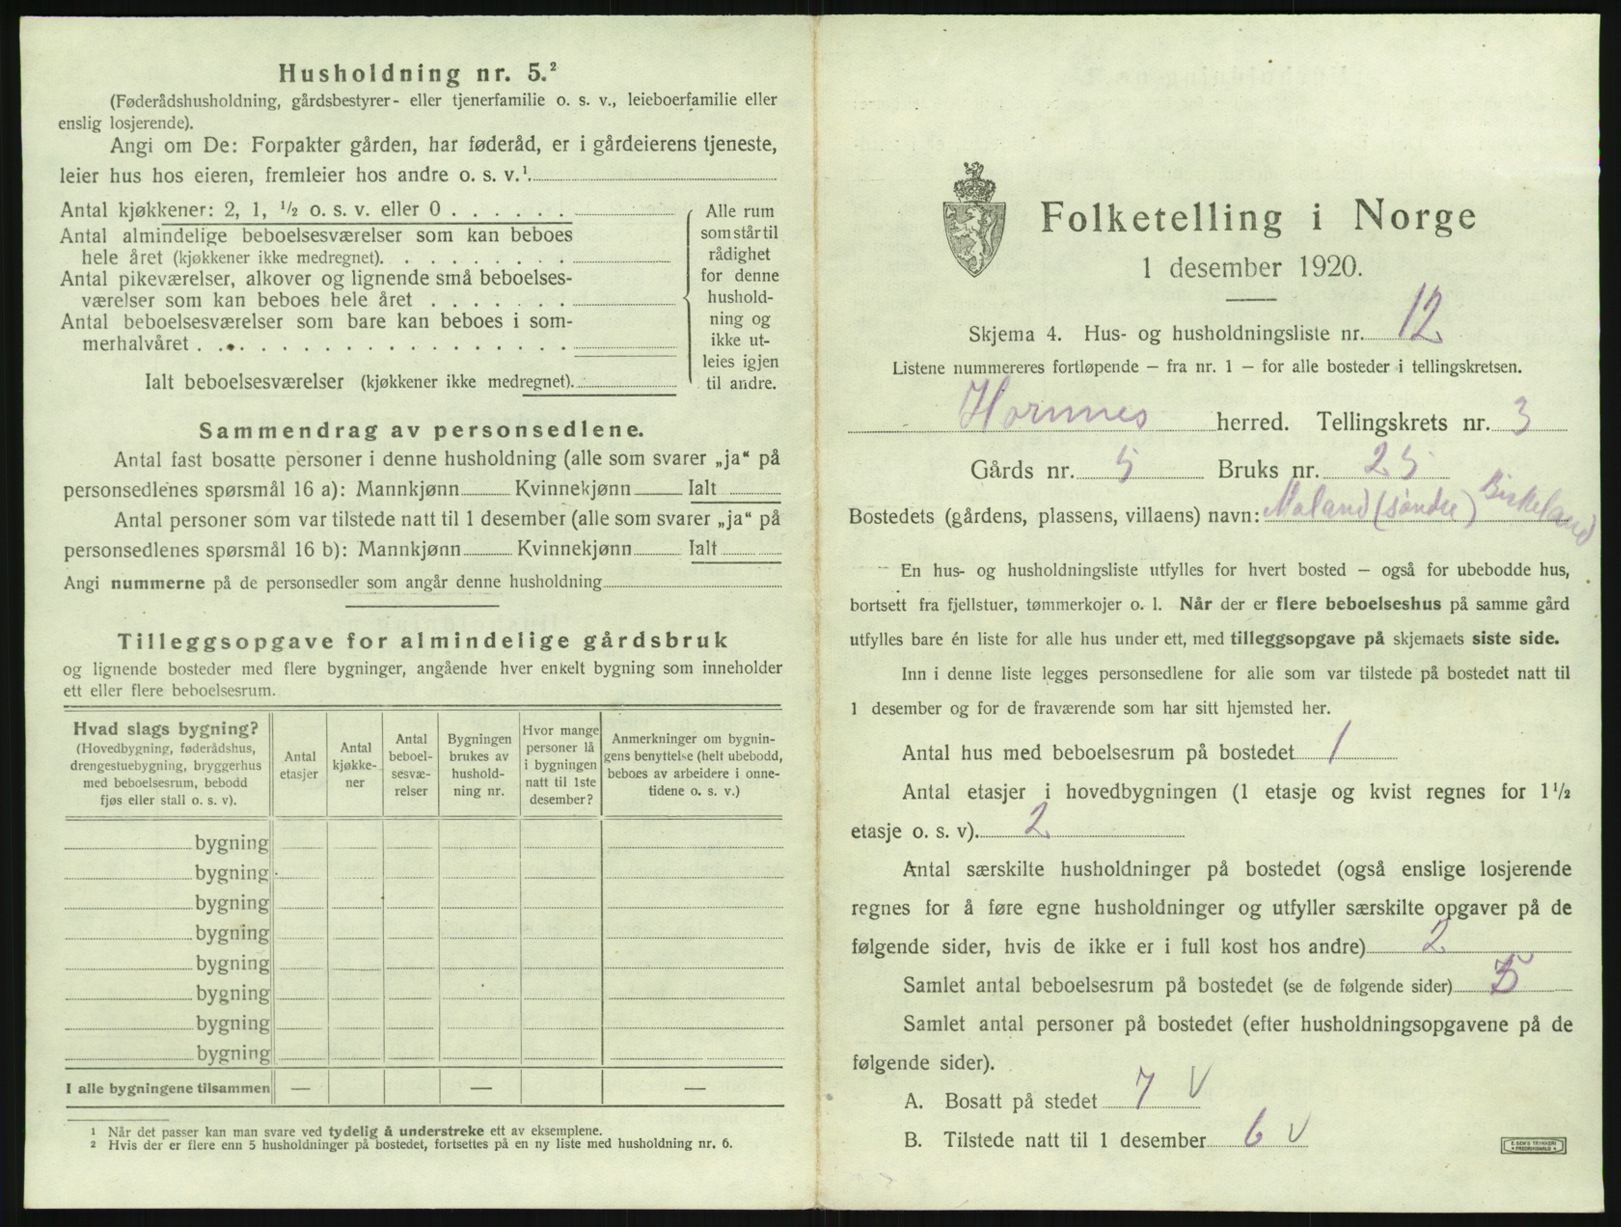 Husholdning nr. 5.²
(Føderådshusholdning, gårdsbestyrer- eller tjenerfamilie o. s. v., leieboerfamilie eller
enslig losjerende).
Angi om De: Forpakter gården, har føderåd, er i gårdeierens tjeneste,
leier hus hos eieren, fremleier hos andre o. s. v.¹.
Antal kjøkkener: 2, 1, ½ o. s. v. eller 0 . . . . . .
Antal almindelige beboelsesværelser som kan beboes
hele året (kjøkkener ikke medregnet). . . . . . . . .
Antal pikeværelser, alkover og lignende små beboelses-
værelser som kan beboes hele året . . . . . . .
Antal beboelsesværelser som bare kan beboes i som-
merhalvåret . . . . . . . . . . . . . . . . . .
Ialt beboelsesværelser (kjøkkener ikke medregnet).
Alle rum
som står til
rådighet
for denne
hushold-
ning og
ikke ut-
leies igjen
til andre.
Sammendrag av personsedlene.
Antal fast bosatte personer i denne husholdning (alle som svarer „ja“ på
personsedlenes spørsmål 16 a): Mannkjønn Kvinnekjønn Ialt
Antal personer som var tilstede natt til 1 desember (alle som svarer „ja“ på
personsedlenes spørsmål 16 b): Mannkjønn Kvinnekjønn Ialt
Angi nummerne på de personsedler som angår denne husholdning
Tilleggsopgave for almindelige gårdsbruk
og lignende bosteder med flere bygninger, angående hver enkelt bygning som inneholder
ett eller flere beboelsesrum.
Hvad slags bygning?
(Hovedbygning, føderådshus,
drengestuebygning, bryggerhus
med beboelsesrum, bebodd
fjøs eller stall o. s. v).
Antal
etasjer
Antal
kjøkke-
ner
Antal
beboel-
sesvæ-
relser
Bygningen
brukes av
hushold-
ning nr.
Hvor mange
personer lå
i bygningen
natt til 1ste
desember?
Anmerkninger om bygnin-
gens benyttelse (helt ubebodd,
beboes av arbeidere i onne-
tidene o. s. v.)
bygning
bygning
bygning
bygning
bygning
bygning
bygning
bygning
I alle bygningene tilsammen — — —
¹ Når det passer kan man svare ved tydelig å understreke ett av eksemplene.
² Hvis der er flere enn 5 husholdninger på bostedet, fortsettes på en ny liste med husholdning nr. 6.
Folketelling i Norge
1 desember 1920.
Skjema 4. Hus- og husholdningsliste nr. 12
Listene nummereres fortløpende – fra nr. 1 – for alle bosteder i tellingskretsen.
Hornnes herred. Tellingskrets nr. 3
Gårds nr. 5 Bruks nr. 25
Bostedets (gårdens, plassens, villaens) navn: Moland (søndre) Birkeland
En hus- og husholdningsliste utfylles for hvert bosted – også for ubebodde hus,
bortsett fra fjellstuer, tømmerkojer o. l. Når der er flere beboelseshus på samme gård
utfylles bare én liste for alle hus under ett, med tilleggsopgave på skjemaets siste side.
Inn i denne liste legges personsedlene for alle som var tilstede på bostedet natt til
1 desember og for de fraværende som har sitt hjemsted her.
Antal hus med beboelsesrum på bostedet 1
Antal etasjer i hovedbygningen (1 etasje og kvist regnes for 1½
etasje o. s. v). 2
Antal særskilte husholdninger på bostedet (også enslige losjerende
regnes for å føre egne husholdninger og utfyller særskilte opgaver på de
følgende sider, hvis de ikke er i full kost hos andre) 2
Samlet antal beboelsesrum på bostedet (se de følgende sider) 5
Samlet antal personer på bostedet (efter husholdningsopgavene på de
følgende sider).
A. Bosatt på stedet 7 V
B. Tilstede natt til 1 desember 6 V